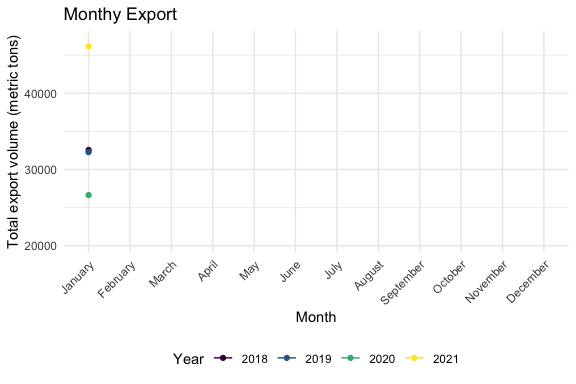 Monthy Export
Total export volume (metric tons)
40000
30000
20000
January
February
March
April
May
June
July
August
September
October
November
December
Month
Year 2018 2019 2020 2021